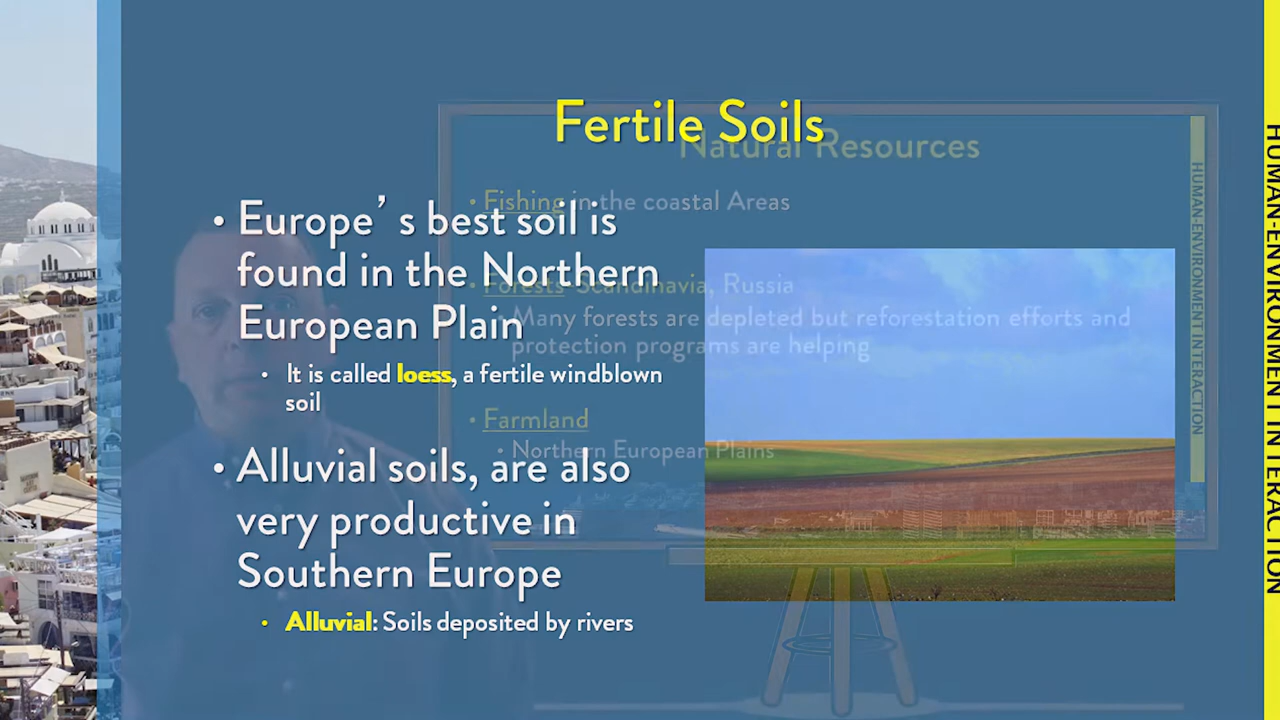 Fertile Soils
• Europe’ s best soil is
found in the Northern
European Plain
• It is called loess, a fertile windblown
soil
• Alluvial soils, are also
very productive in
Southern Europe
• Alluvial: Soils deposited by rivers
HUMAN-ENVIRONMENT INTERACTION
Natural Resources
• Fishing in the coastal Areas
• Forests- Scandinavia, Russia
Many forests are depleted but reforestation efforts and
protection programs are helping
• Farmland
• Northern European Plains
HUMAN-ENVIRONMENT INTERACTION